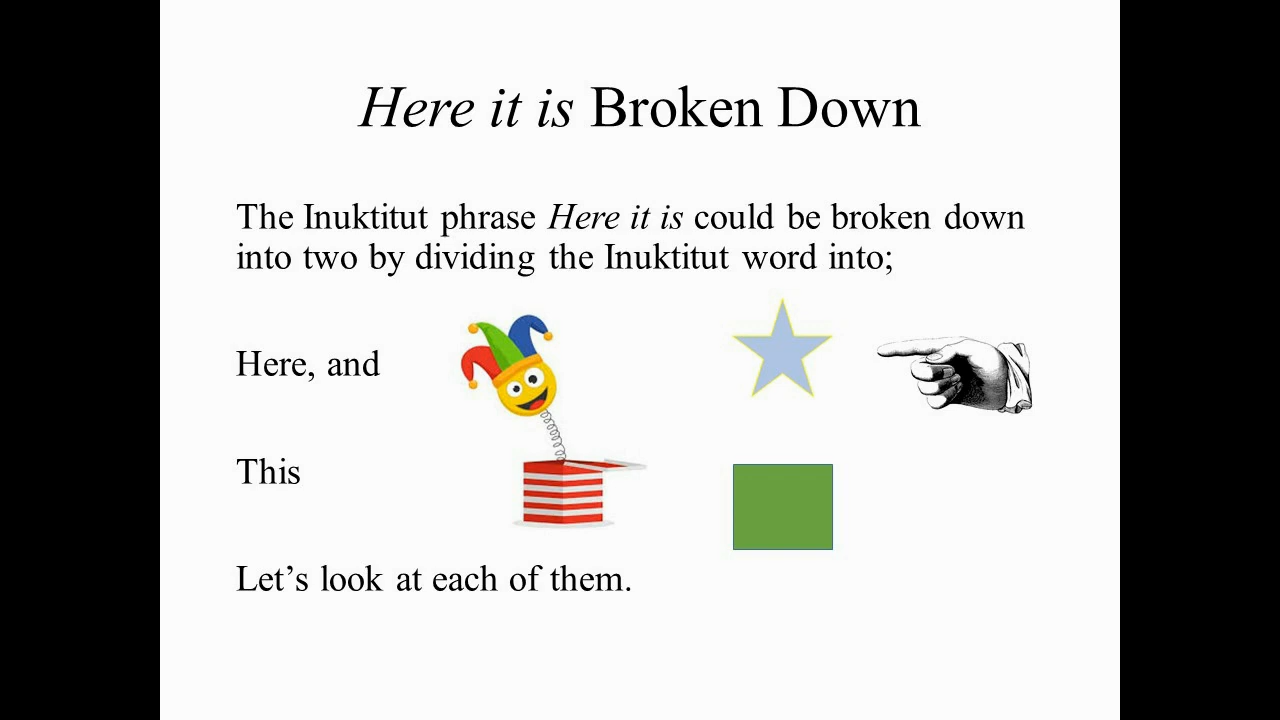 Here it is Broken Down
The Inuktitut phrase Here it is could be broken down
into two by dividing the Inuktitut word into;
Here, and
This
Let’s look at each of them.